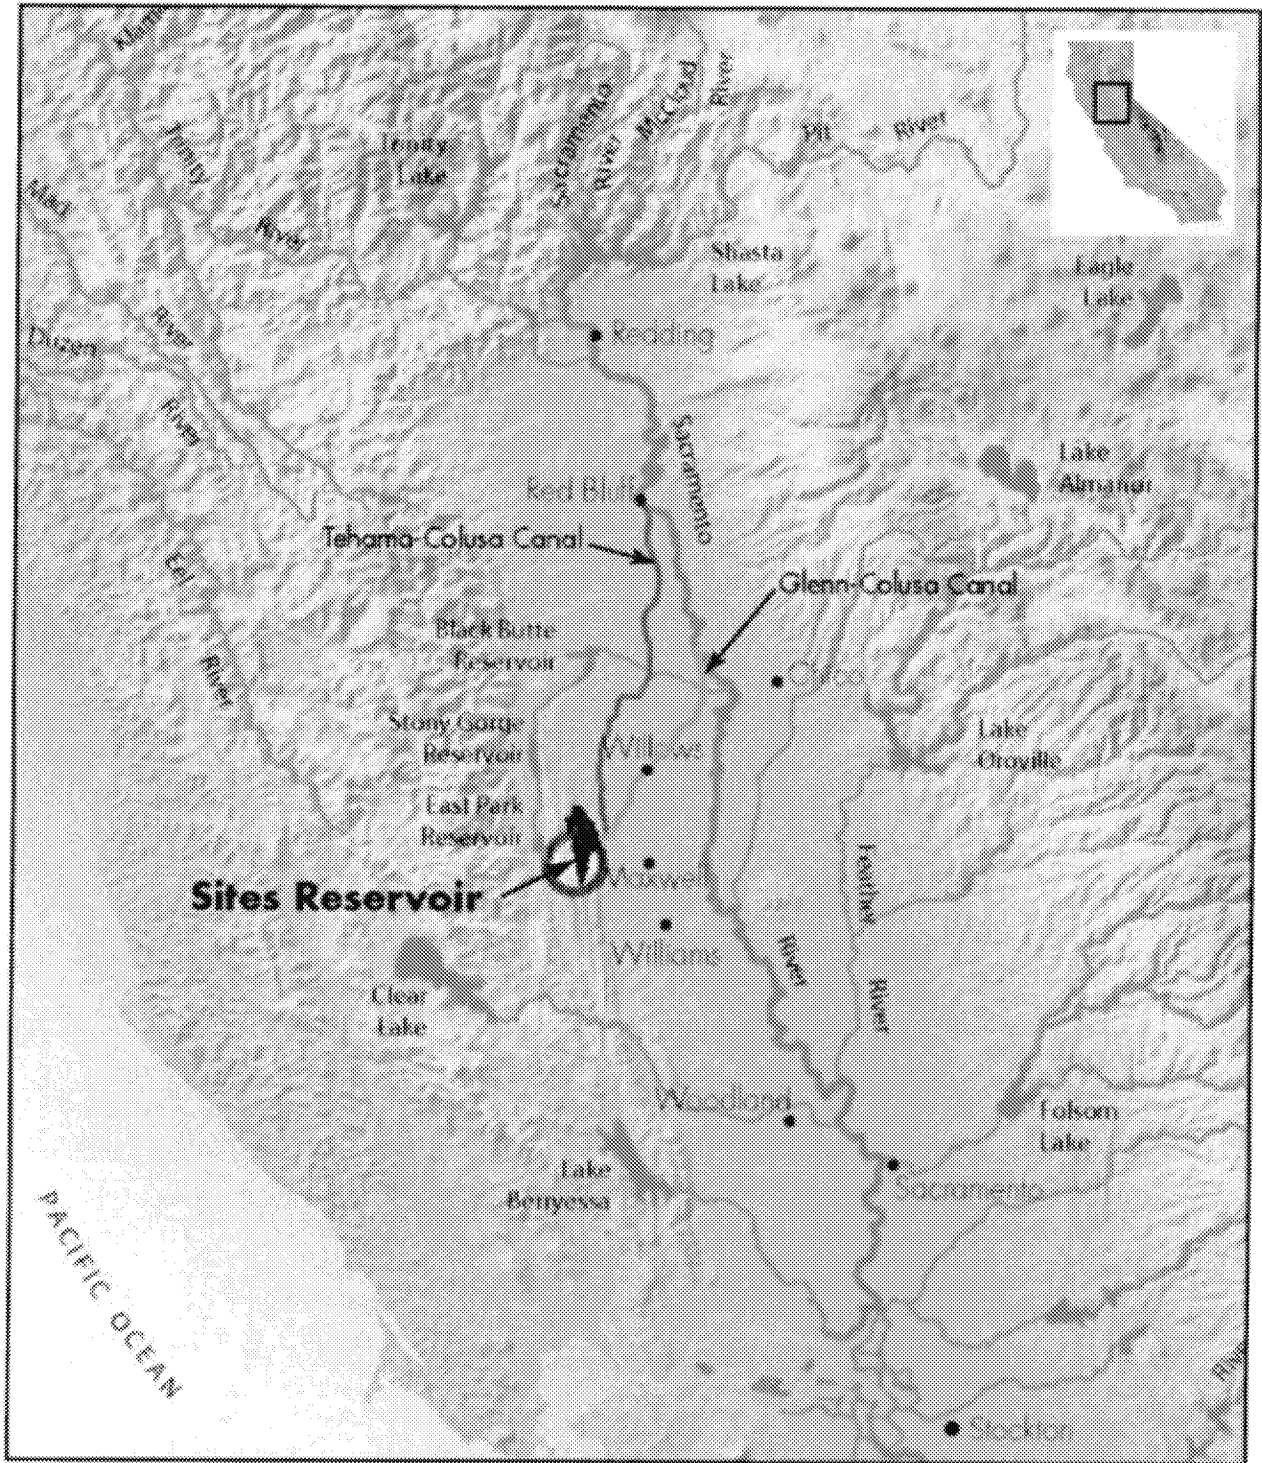 Klam
Trinity
River
Mad
River
Duzen
River
Trinity
Lake
Sacramento
River
McCloud
River
Pit River
Shasta
Lake
Eagle
Lake
Redding
Sacramento
Lake
Almanor
Red Bluff
Tehama-Colusa Canal
Glenn-Colusa Canal
Eel
River
Black Butte
Reservoir
Chico
Stony Gorge
Reservoir
Willows
Lake
Oroville
East Park
Reservoir
Sites Reservoir
Maxwell
Feather
River
Williams
River
Clear
Lake
Woodland
Folsom
Lake
Lake
Berryessa
Sacramento
PACIFIC OCEAN
Stockton